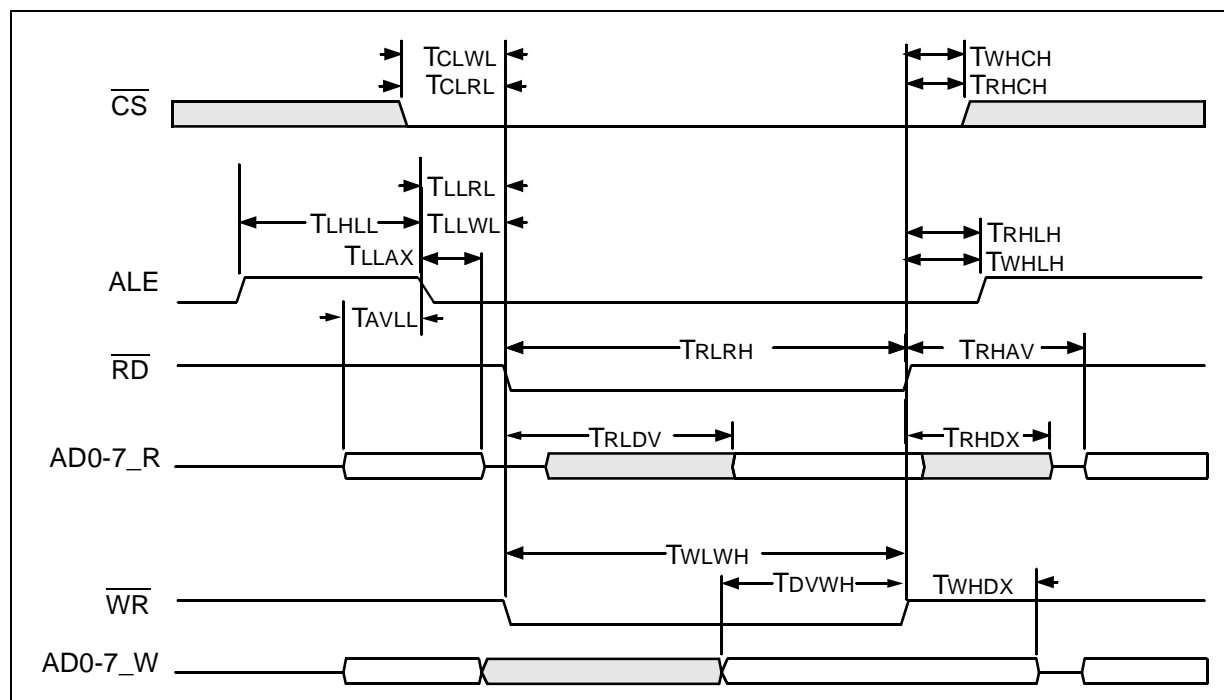 TCLWL
TWHCH
TCLRL
TRHCH
CS
TLLRL
TLHLL
TLLWL
TRHLH
TLLAX
TWHLH
ALE
TAVLL
TRLRH
TRHAV
RD
TRLDV
TRHDX
AD0-7_R
TWLWH
TDVWH
TWHDX
WR
AD0-7_W